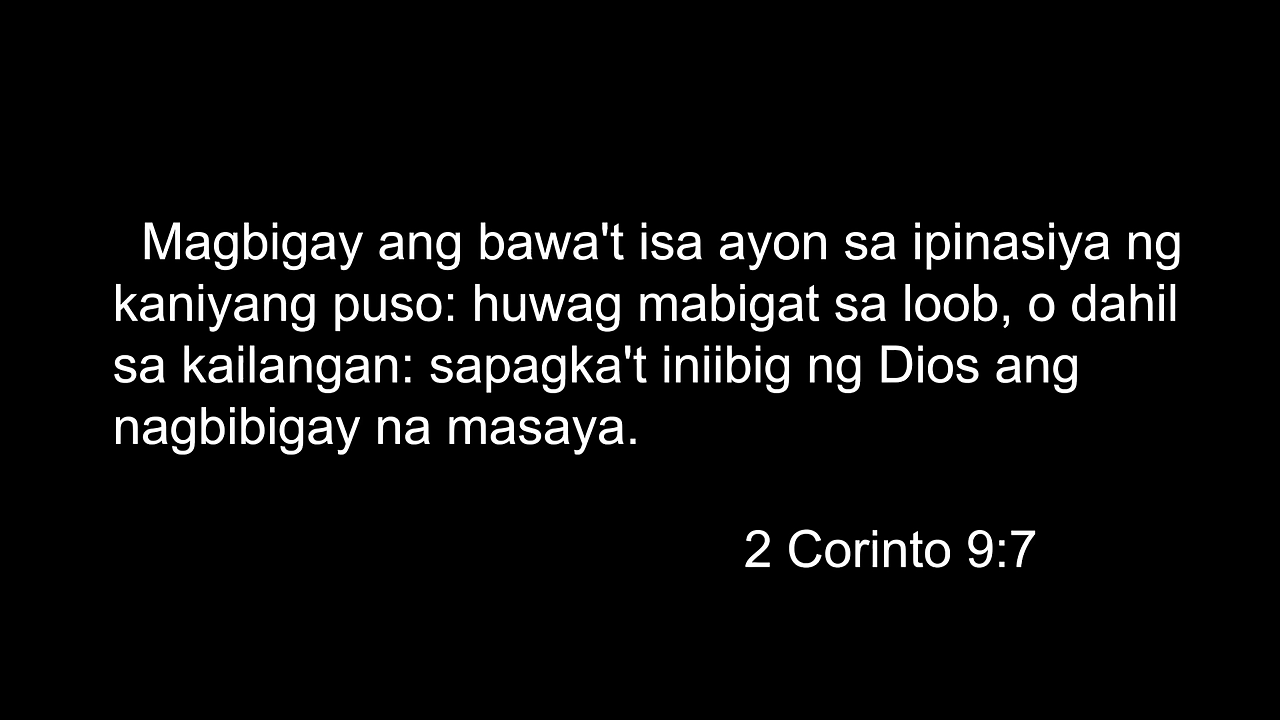 Magbigay ang bawa't isa ayon sa ipinasiya ng
kaniyang puso: huwag mabigat sa loob, o dahil
sa kailangan: sapagka't iniibig ng Dios ang
nagbibigay na masaya.
2 Corinto 9:7